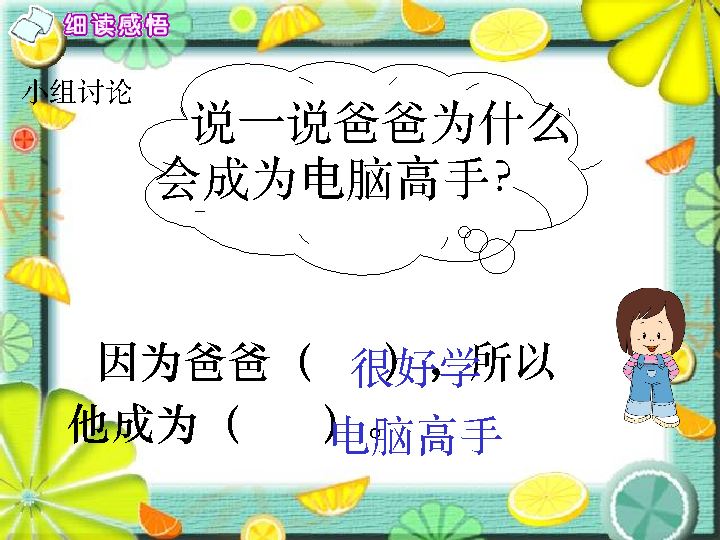 细读感悟
小组讨论
说一说爸爸为什么
会成为电脑高手?
因为爸爸（很好学），所以
他成为（电脑高手）。